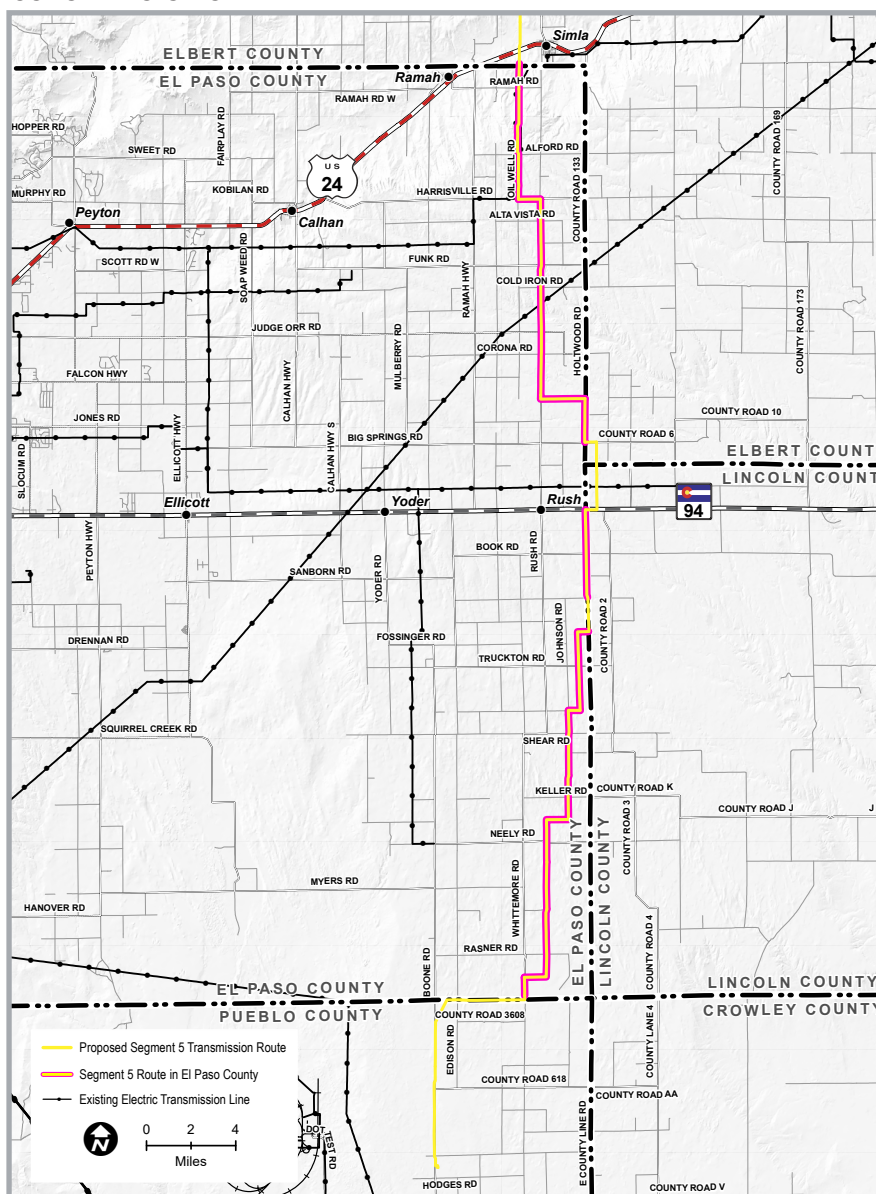 Simla
ELBERT COUNTY
EL PASO COUNTY
Ramah
RAMAH RD
RAMAH RD W
HOPPER RD
FAIRPLAY RD
SWEET RD
OIL WELL RD
ALFORD RD
COUNTY ROAD 133
COUNTY ROAD 169
U S
24
MURPHY RD
KOBILAN RD
HARRISVILLE RD
Peyton
Calhan
ALTA VISTA RD
SCOTT RD W
SOAP WEED RD
FUNK RD
RAMAH HWY
COLD IRON RD
JUDGE ORR RD
MULBERRY RD
CORONA RD
HOLTWOOD RD
COUNTY ROAD 173
FALCON HWY
CALHAN HWY
JONES RD
ELLICOTT HWY
CALHAN HWY S
BIG SPRINGS RD
COUNTY ROAD 10
COUNTY ROAD 6
SLOCUM RD
ELBERT COUNT
LINCOLN COUNT
Ellicott
Yoder
Rush
94
PEYTON HWY
BOOK RD
RUSH RD
SANBORN RD
YODER RD
DRENNAN RD
FOSSINGER RD
JOHNSON RD
COUNTY ROAD 2
TRUCKTON RD
SQUIRREL CREEK RD
SHEAR RD
KELLER RD
COUNTY ROAD K
COUNTY ROAD J
J
NEELY RD
EL PASO COUNTY
LINCOLN COUNTY
COUNTY ROAD 3
MYERS RD
WHITTEMORE RD
HANOVER RD
RASNER RD
COUNTY ROAD 4
BOONE RD
EL PASO COUNTY
PUEBLO COUNTY
LINCOLN COUNTY
CROWLEY COUNTY
COUNTY ROAD 3608
EDISON RD
COUNTY LANE 4
COUNTY ROAD 618
COUNTY ROAD AA
E COUNTY LINE RD
DOT
TEST RD
HODGES RD
COUNTY ROAD V
Proposed Segment 5 Transmission Route
Segment 5 Route in El Paso County
Existing Electric Transmission Line
N
0 2 4
Miles